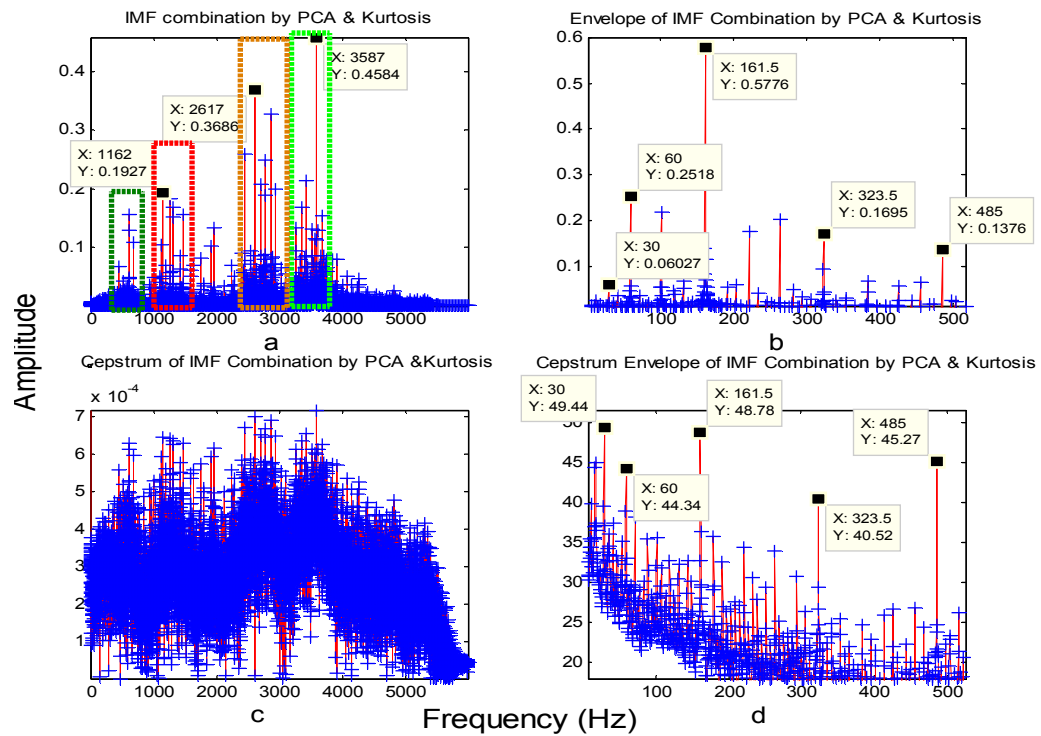 IMF combination by PCA & Kurtosis
0.4
0.3
0.2
0.1
X: 3587
Y: 0.4584
X: 2617
Y: 0.3686
X: 1162
Y: 0.1927
0 1000 2000 3000 4000 5000
a
Envelope of IMF Combination by PCA & Kurtosis
0.6
0.5
0.4
0.3
0.2
0.1
X: 161.5
Y: 0.5776
X: 60
Y: 0.2518
X: 323.5
Y: 0.1695
X: 485
Y: 0.1376
X: 30
Y: 0.06027
100 200 300 400 500
b
Amplitude
Cepstrum of IMF Combination by PCA &Kurtosis
x 10-4
7
6
5
4
3
2
1
0 1000 2000 3000 4000 5000
c
Cepstrum Envelope of IMF Combination by PCA & Kurtosis
X: 30
Y: 49.44
X: 161.5
Y: 48.78
X: 485
Y: 45.27
X: 60
Y: 44.34
X: 323.5
Y: 40.52
50
45
40
35
30
25
20
100 200 300 400 500
d
Frequency (Hz)